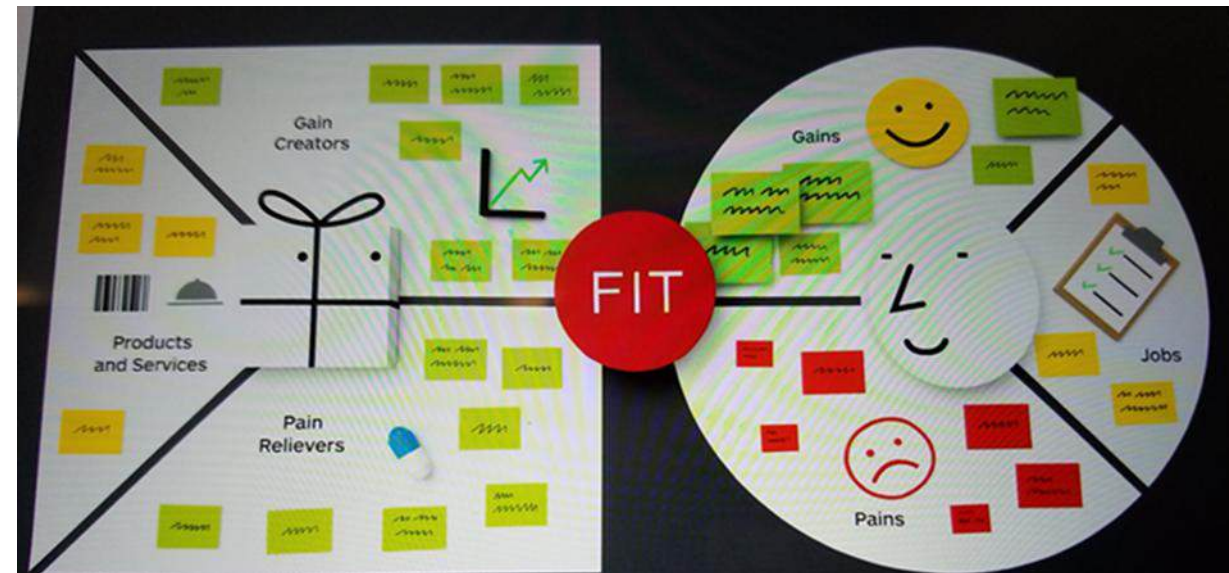 Gain
Creators
Gains
FIT
Products
and Services
Jobs
Pain
Relievers
Pains